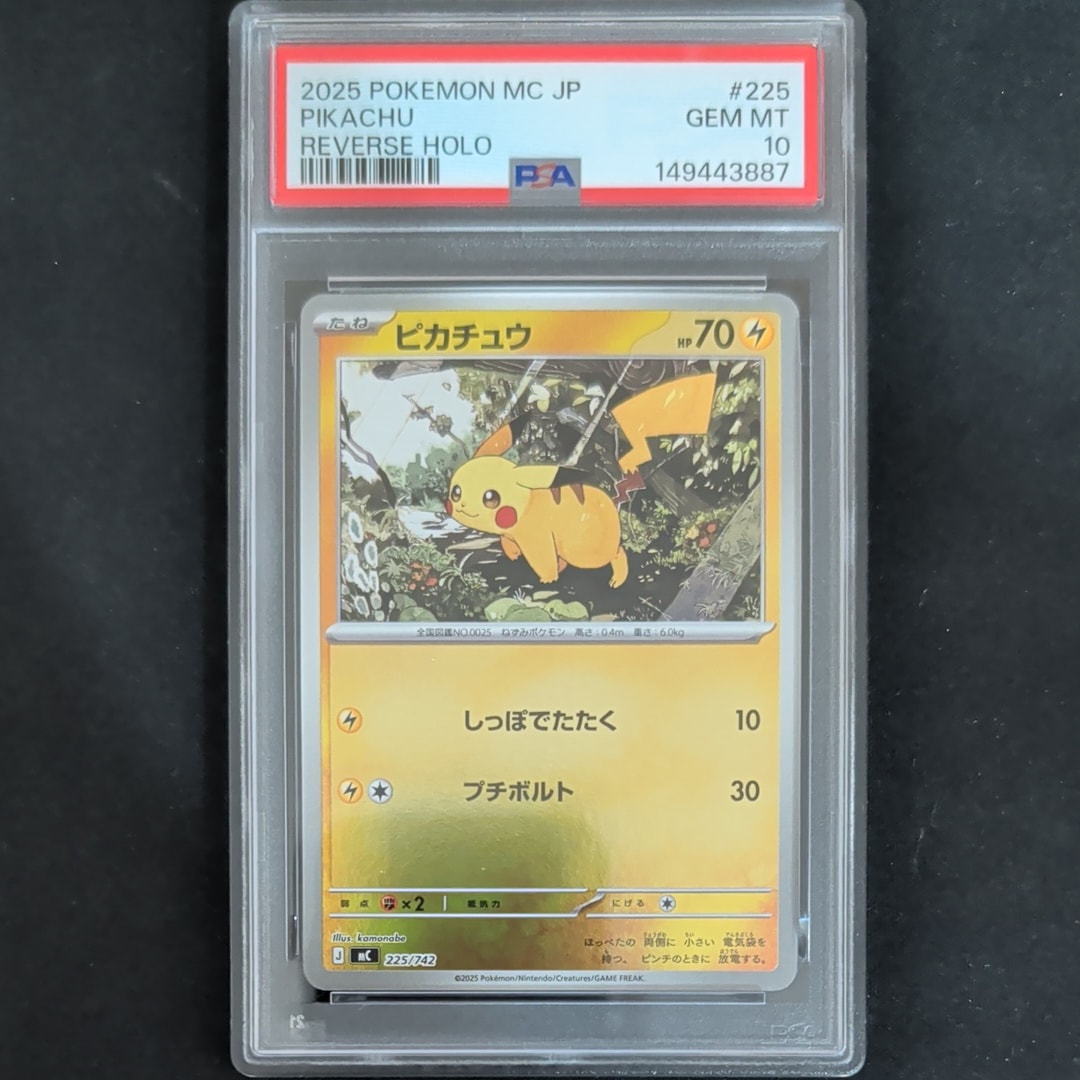 2025 POKEMON MC JP #225
PIKACHU GEM MT
REVERSE HOLO 10
PSA 149443887
たね ピカチュウ HP 70
全国図鑑NO.0025 ねずみポケモン 高さ:0.4m 重さ:6.0kg
しっぽでたたく 10
プチボルト 30
弱点 ×2 抵抗力 にげる
Illus. kamonabe
ほっぺたの 両側に 小さい 電気袋を
持つ。 ピンチのときに 放電する。
J mC 225/742
©2025 Pokémon/Nintendo/Creatures/GAME FREAK.